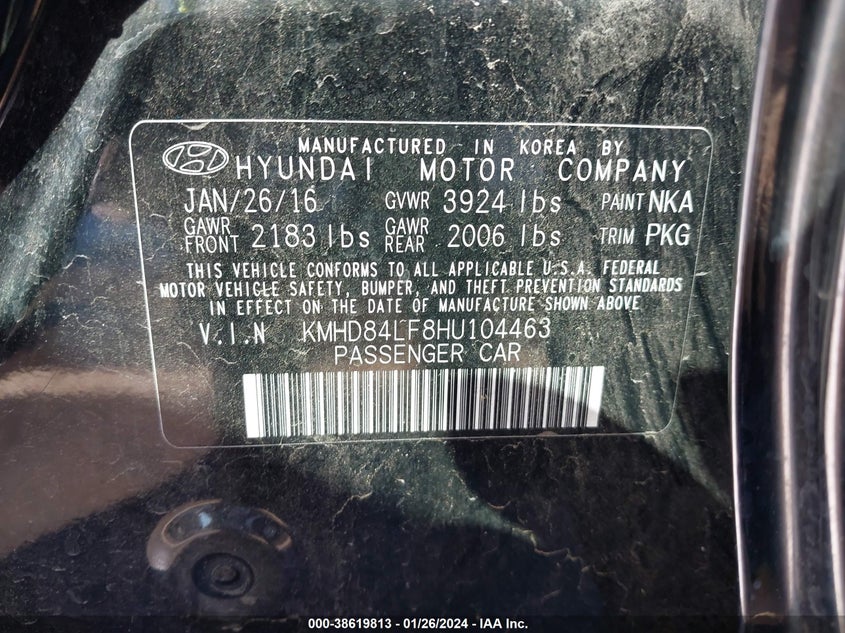 MANUFACTURED IN KOREA BY
HYUNDAI MOTOR COMPANY
JAN/26/16 GVWR 3924 lbs PAINT NKA
GAWR FRONT 2183 lbs GAWR REAR 2006 lbs TRIM PKG
THIS VEHICLE CONFORMS TO ALL APPLICABLE U.S.A. FEDERAL
MOTOR VEHICLE SAFETY, BUMPER, AND THEFT PREVENTION STANDARDS
IN EFFECT ON THE DATE OF MANUFACTURE SHOWN ABOVE
V.I.N KMHD84LF8HU104463
PASSENGER CAR
000-38619813 - 01/26/2024 - IAA Inc.